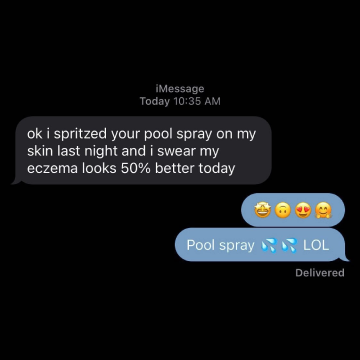 iMessage
Today 10:35 AM
ok i spritzed your pool spray on my
skin last night and i swear my
eczema looks 50% better today
🤩🙃😍🤗
Pool spray 💦💦 LOL
Delivered